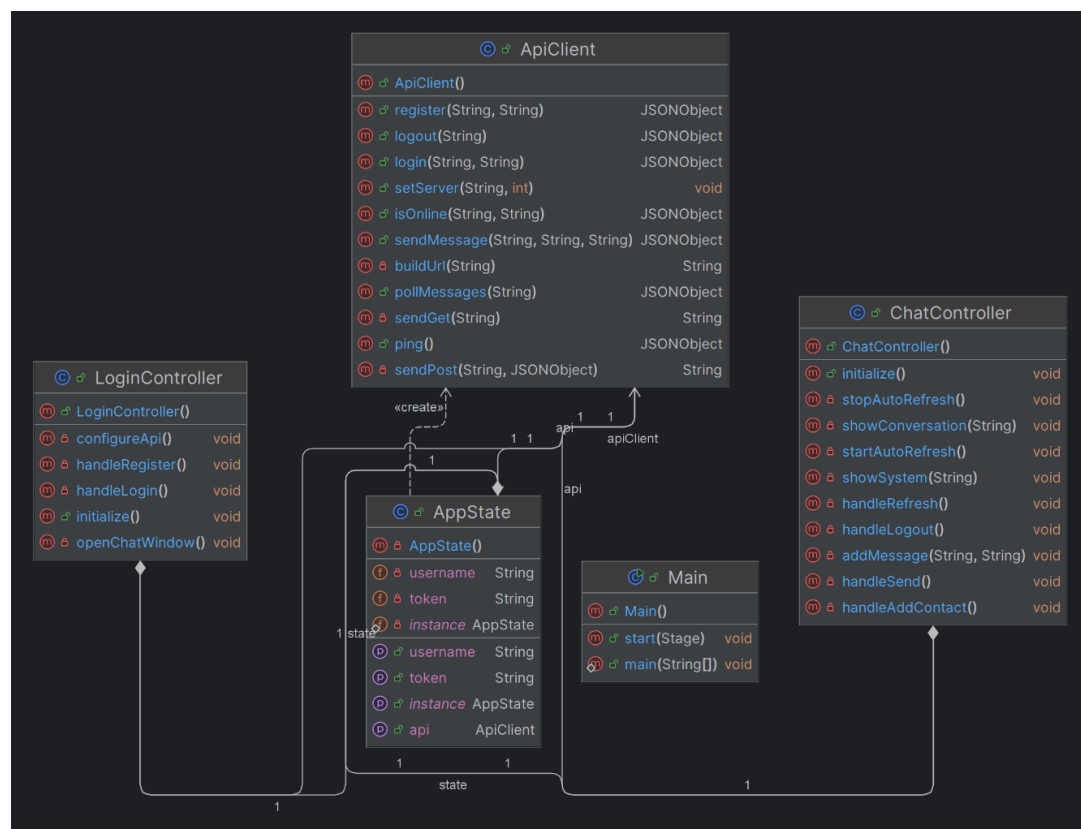 ApiClient
ApiClient()
register(String, String) JSONObject
logout(String) JSONObject
login(String, String) JSONObject
setServer(String, int) void
isOnline(String, String) JSONObject
sendMessage(String, String, String) JSONObject
buildUrl(String) String
pollMessages(String) JSONObject
sendGet(String) String
ping() JSONObject
sendPost(String, JSONObject) String
ChatController
ChatController()
initialize() void
stopAutoRefresh() void
showConversation(String) void
startAutoRefresh() void
showSystem(String) void
handleRefresh() void
handleLogout() void
addMessage(String, String) void
handleSend() void
handleAddContact() void
LoginController
LoginController()
configureApi() void
handleRegister() void
handleLogin() void
initialize() void
openChatWindow() void
«create»
1 1
api
apiClient
1 1
1
api
AppState
AppState()
username String
token String
instance AppState
1 state
username String
token String
instance AppState
api ApiClient
Main
Main()
start(Stage) void
main(String[]) void
1 1
state
1
1